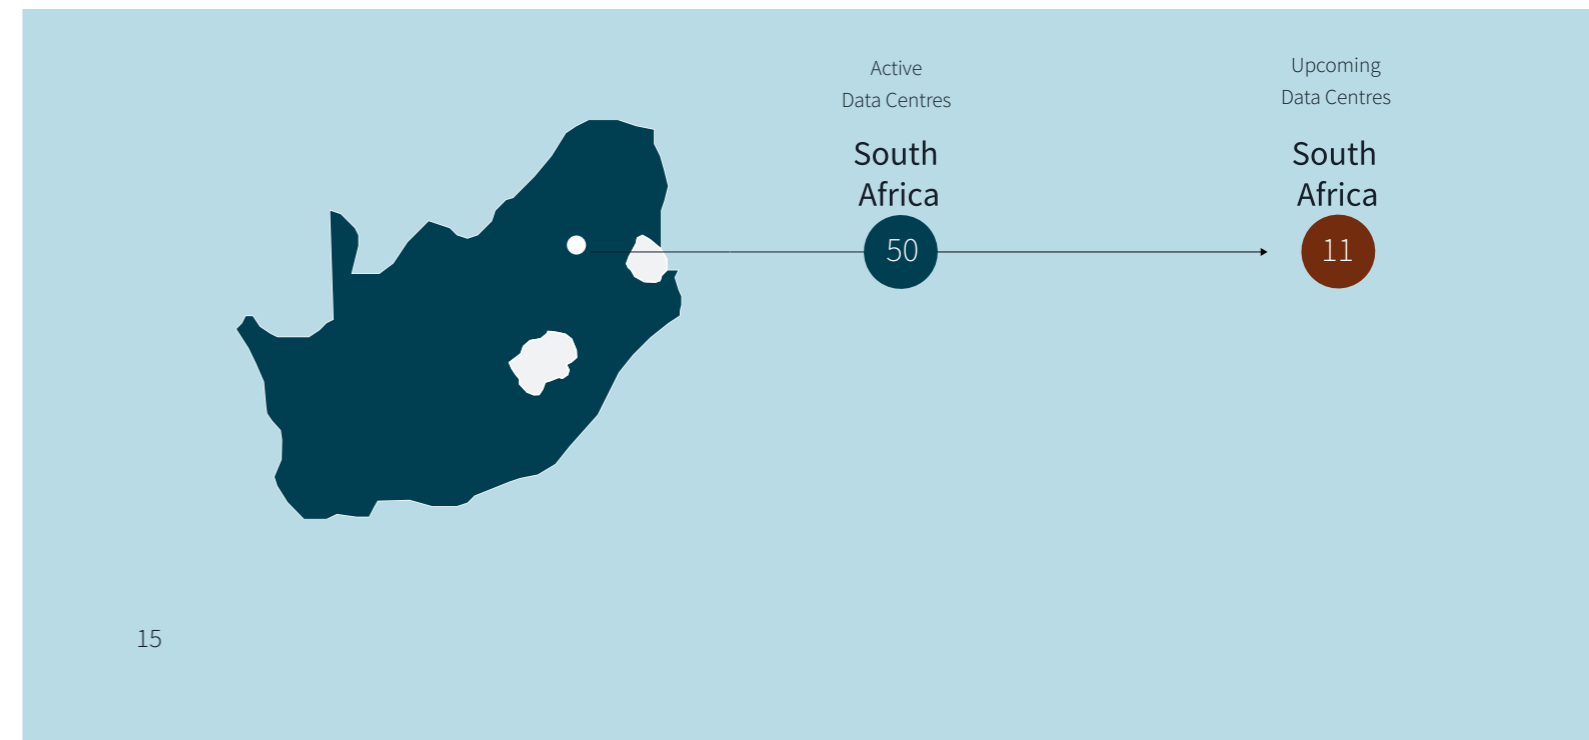 Active
Data Centres
South
Africa
50
Upcoming
Data Centres
South
Africa
11
15